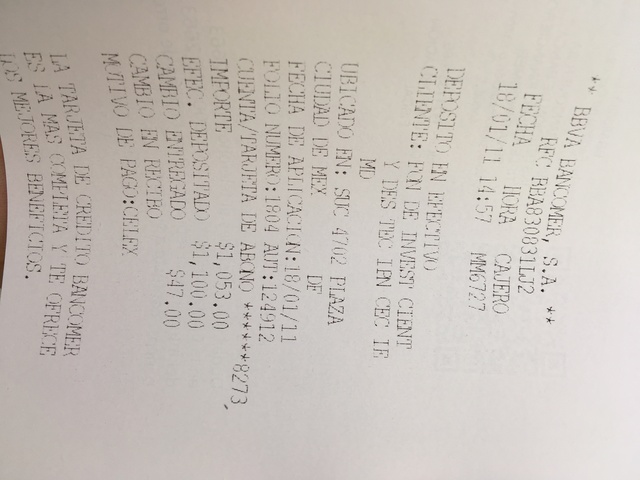 ** BBVA BANCOMER, S.A. **
RFC BBA830831LJ2
FECHA HORA CAJERO
18/01/11 14:57 MM6727
DEPOSITO EN EFECTIVO
CLIENTE: FON DE INVEST CIENT
Y DES TEC IPN CEC IE
MD
UBICADO EN: SUC 4702 PLAZA
DE
CIUDAD DE MEX
FECHA DE APLICACION:18/01/11
FOLIO NUMERO:1804 AUT:124912
CUENTA/TARJETA DE ABONO ******8273,
IMPORTE $1,053.00
EFEC. DEPOSITADO $1,100.00
CAMBIO ENTREGADO $47.00
CAMBIO EN RECIBO
MOTIVO DE PAGO:CELEX
LA TARJETA DE CREDITO BANCOMER
ES LA MAS COMPLETA Y TE OFRECE
LOS MEJORES BENEFICIOS.